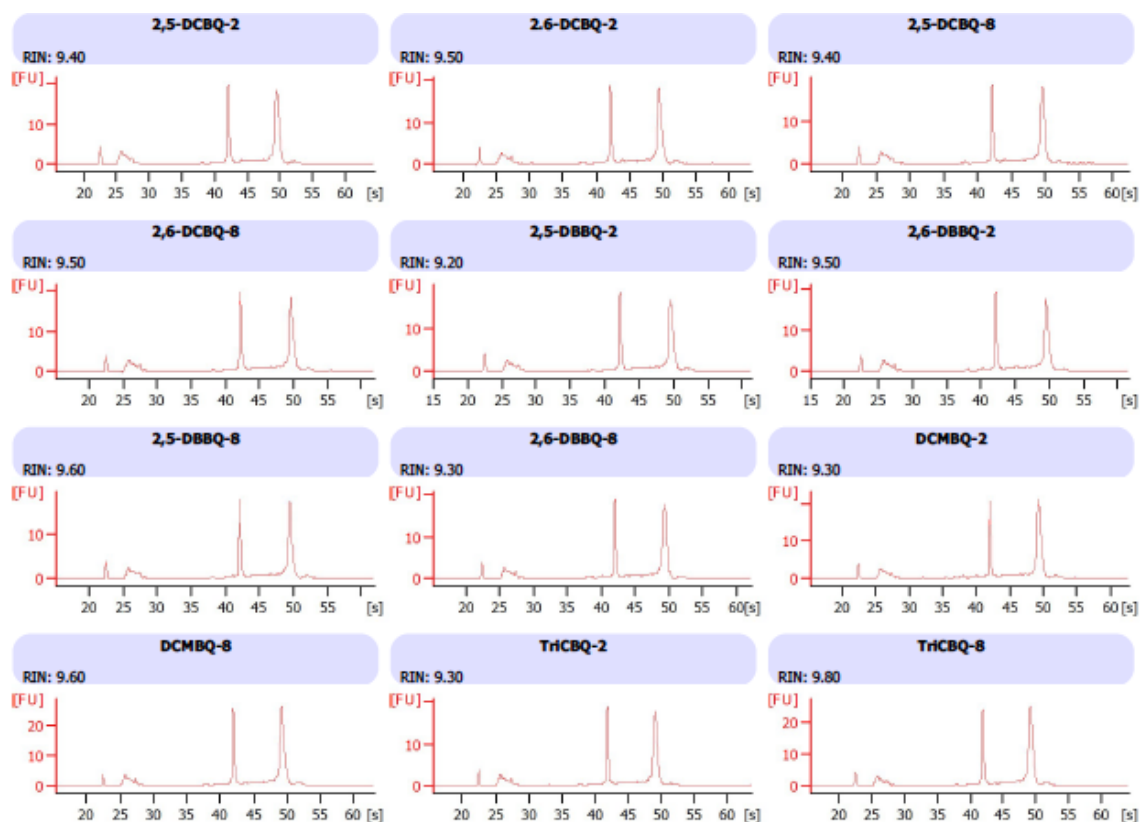 2,5-DCBQ-2
RIN: 9.40
[FU]
10
0
20 25 30 35 40 45 50 55 60 [s]
2.6-DCBQ-2
RIN: 9.50
[FU]
10
0
20 25 30 35 40 45 50 55 60 [s]
2,5-DCBQ-8
RIN: 9.40
[FU]
10
0
20 25 30 35 40 45 50 55 60 [s]
2,6-DCBQ-8
RIN: 9.50
[FU]
10
0
20 25 30 35 40 45 50 55 [s]
2,5-DBBQ-2
RIN: 9.20
[FU]
10
0
15 20 25 30 35 40 45 50 55 [s]
2,6-DBBQ-2
RIN: 9.50
[FU]
10
0
15 20 25 30 35 40 45 50 55 [s]
2,5-DBBQ-8
RIN: 9.60
[FU]
10
0
20 25 30 35 40 45 50 55 [s]
2,6-DBBQ-8
RIN: 9.30
[FU]
10
0
20 25 30 35 40 45 50 55 60 [s]
DCMBQ-2
RIN: 9.30
[FU]
10
0
20 25 30 35 40 45 50 55 60 [s]
DCMBQ-8
RIN: 9.60
[FU]
20
10
0
20 25 30 35 40 45 50 55 60 [s]
TriCBQ-2
RIN: 9.30
[FU]
10
0
20 25 30 35 40 45 50 55 60 [s]
TriCBQ-8
RIN: 9.80
[FU]
20
10
0
20 25 30 35 40 45 50 55 60 [s]